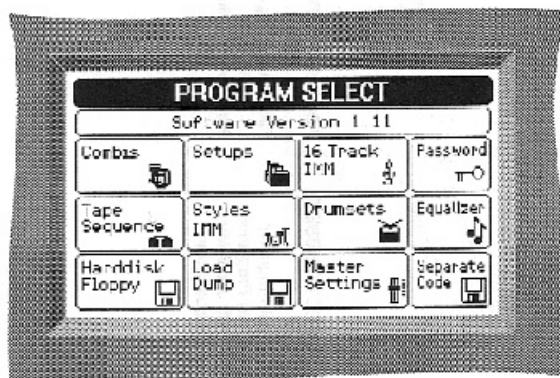 PROGRAM SELECT
Software Version 1 11
Combis
Setups
16 Track
IMM
Password
Tape
Sequence
Styles
IMM
Drumsets
Equalizer
Harddisk
Floppy
Load
Dump
Master
Settings
Separate
Code